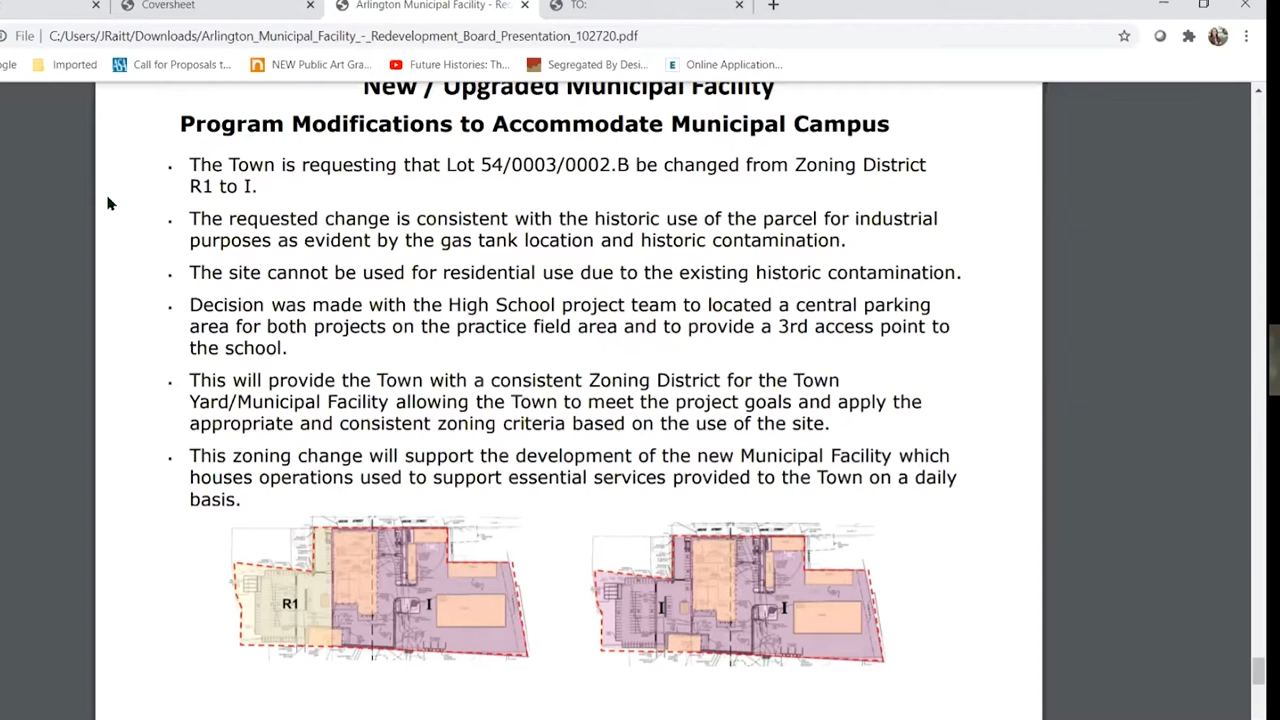 Coversheet
Arlington Municipal Facility - Rec
TO:
File
C:/Users/JRaitt/Downloads/Arlington_Municipal_Facility_-_Redevelopment_Board_Presentation_102720.pdf
ogle
Imported
Call for Proposals t...
NEW Public Art Gra...
Future Histories: Th...
Segregated By Desi...
Online Application...
New / Upgraded Municipal Facility
Program Modifications to Accommodate Municipal Campus
. The Town is requesting that Lot 54/0003/0002.B be changed from Zoning District
R1 to I.
. The requested change is consistent with the historic use of the parcel for industrial
purposes as evident by the gas tank location and historic contamination.
. The site cannot be used for residential use due to the existing historic contamination.
. Decision was made with the High School project team to located a central parking
area for both projects on the practice field area and to provide a 3rd access point to
the school.
. This will provide the Town with a consistent Zoning District for the Town
Yard/Municipal Facility allowing the Town to meet the project goals and apply the
appropriate and consistent zoning criteria based on the use of the site.
. This zoning change will support the development of the new Municipal Facility which
houses operations used to support essential services provided to the Town on a daily
basis.
R1
I
I
I